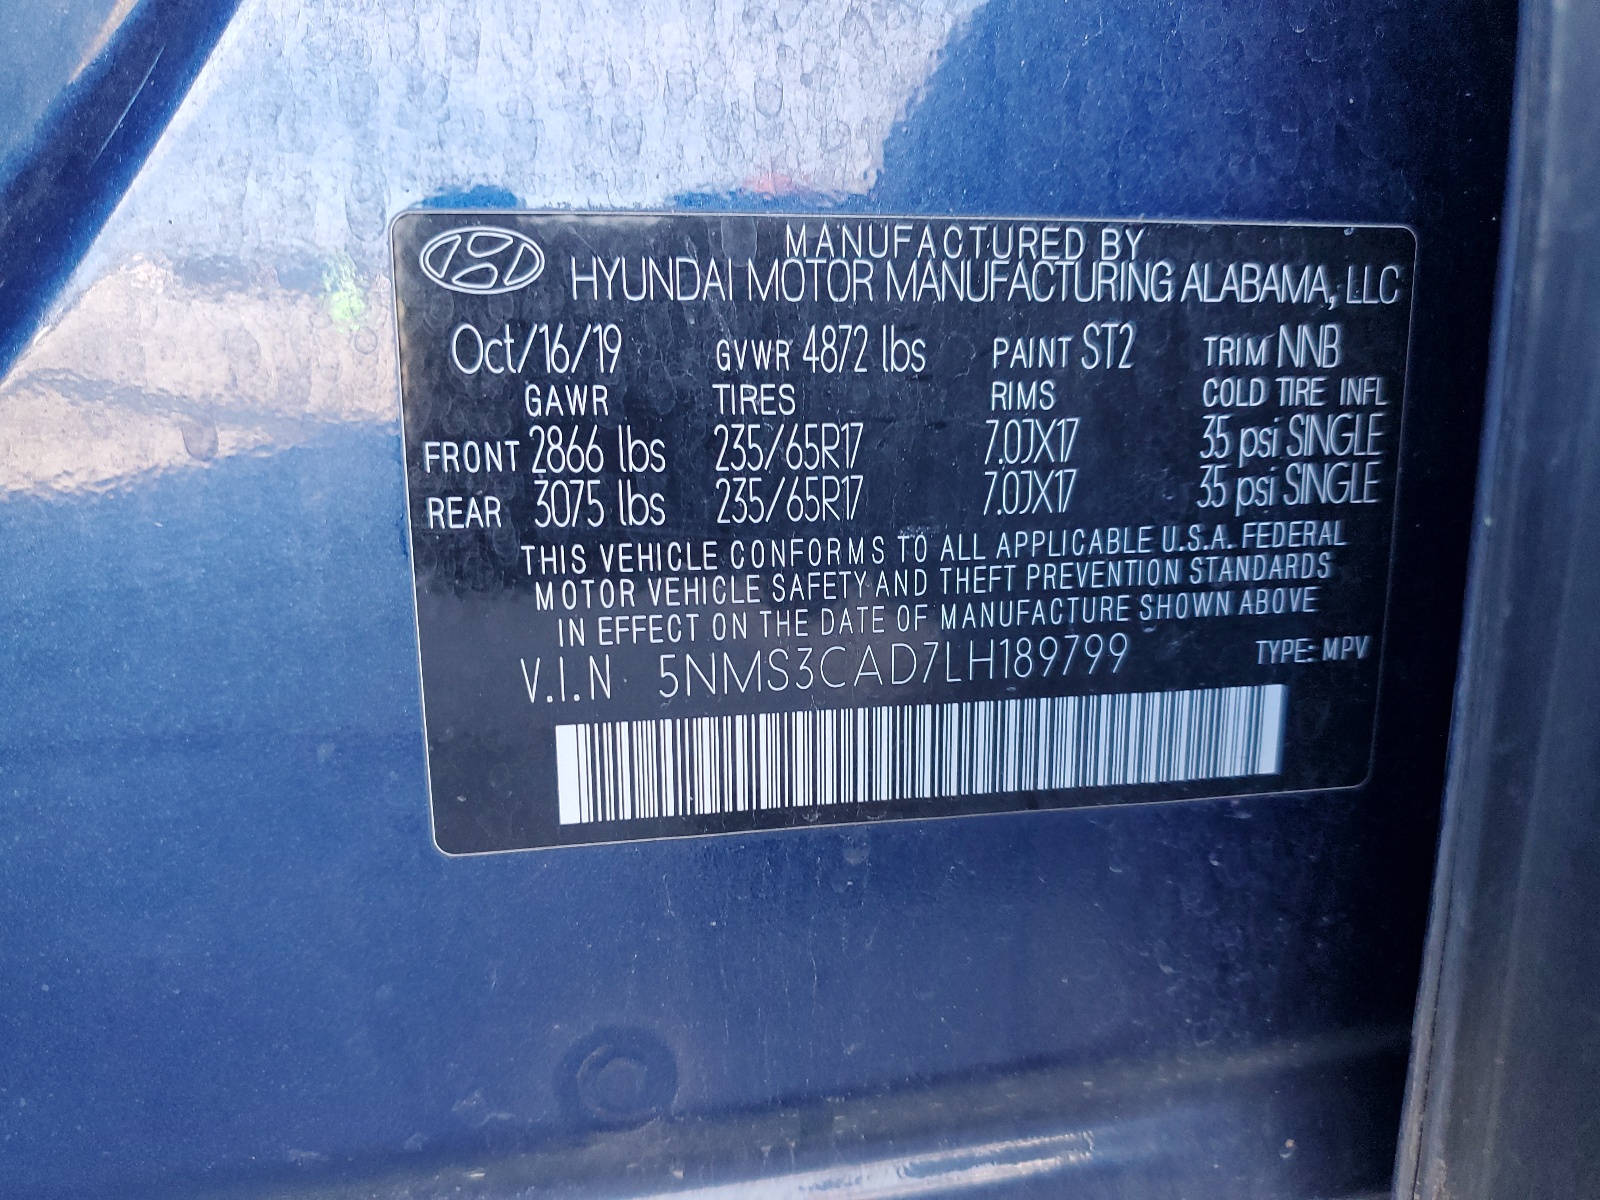 MANUFACTURED BY
HYUNDAI MOTOR MANUFACTURING ALABAMA, LLC
Oct/16/19 GVWR 4872 lbs PAINT ST2 TRIM NNB
GAWR TIRES RIMS COLD TIRE INFL
FRONT 2866 lbs 235/65R17 7.0JX17 35 psi SINGLE
REAR 3075 lbs 235/65R17 7.0JX17 35 psi SINGLE
THIS VEHICLE CONFORMS TO ALL APPLICABLE U.S.A. FEDERAL
MOTOR VEHICLE SAFETY AND THEFT PREVENTION STANDARDS
IN EFFECT ON THE DATE OF MANUFACTURE SHOWN ABOVE
V.I.N 5NMS3CAD7LH189799 TYPE: MPV